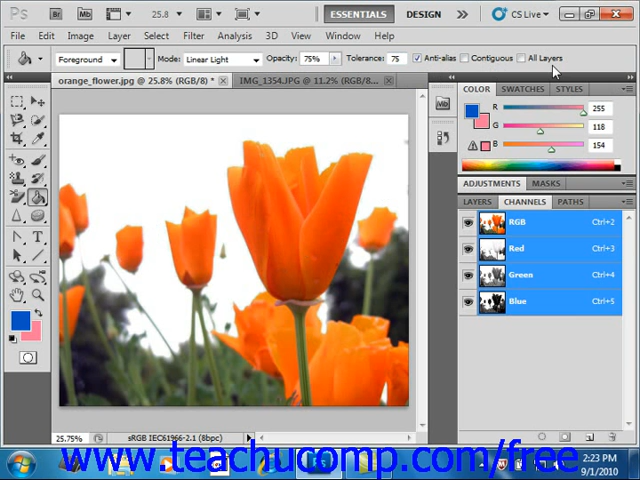 Ps Br Mb 25.8 ESSENTIALS DESIGN CS Live
File Edit Image Layer Select Filter Analysis 3D View Window Help
Foreground Mode: Linear Light Opacity: 75% Tolerance: 75 Anti-alias Contiguous All Layers
orange_flower.jpg @ 25.8% (RGB/8) * IMG_1354.JPG @ 11.2% (RGB/8...
COLOR SWATCHES STYLES
R 255
G 118
B 154
ADJUSTMENTS MASKS
LAYERS CHANNELS PATHS
RGB Ctrl+2
Red Ctrl+3
Green Ctrl+4
Blue Ctrl+5
25.75% sRGB IEC61966-2.1 (8bpc)
www.teachucomp.com/free
2:23 PM
9/1/2010